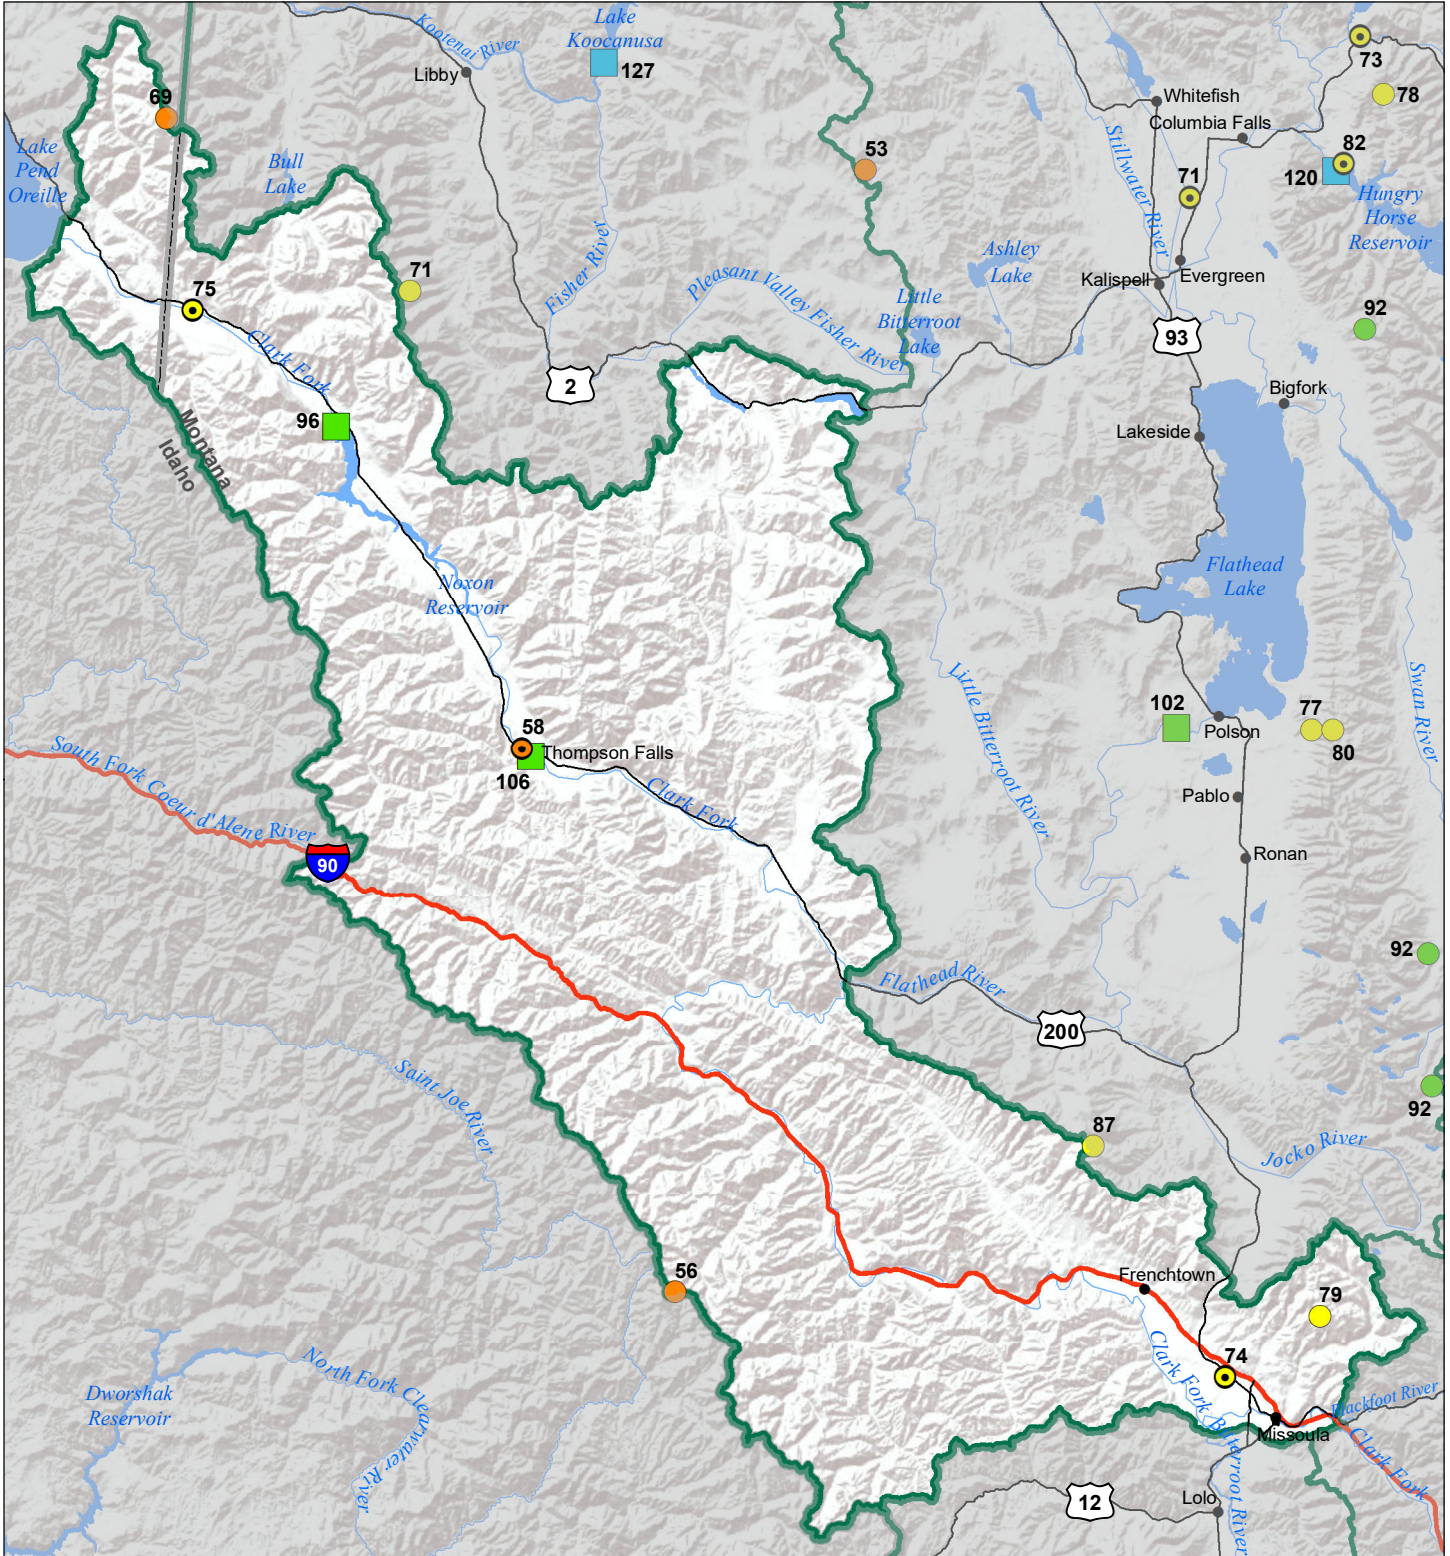 Kootenai River
Lake
Koocanusa
127
Libby
73
78
Whitefish
Columbia Falls
69
Lake
Pend
Oreille
Bull
Lake
53
Stillwater River
82
120
71
Hungry
Horse
Reservoir
71
Fisher River
Pleasant Valley Fisher River
Ashley
Lake
Little
Bitterroot
Lake
Kalispell
Evergreen
75
92
93
Clark Fork
2
Bigfork
96
Lakeside
Montana
Idaho
Noxon
Reservoir
Flathead
Lake
Swan River
Little Bitterroot River
102
Polson
77
80
58
Thompson Falls
106
South Fork Coeur d'Alene River
Clark Fork
Pablo
90
Ronan
92
Flathead River
200
Saint Joe River
92
87
Jocko River
56
Frenchtown
79
74
Clark Fork
North Fork Clearwater
River
Dworshak
Reservoir
Blackfoot River
Missoula
Clark Fork
Bitterroot River
12
Lolo